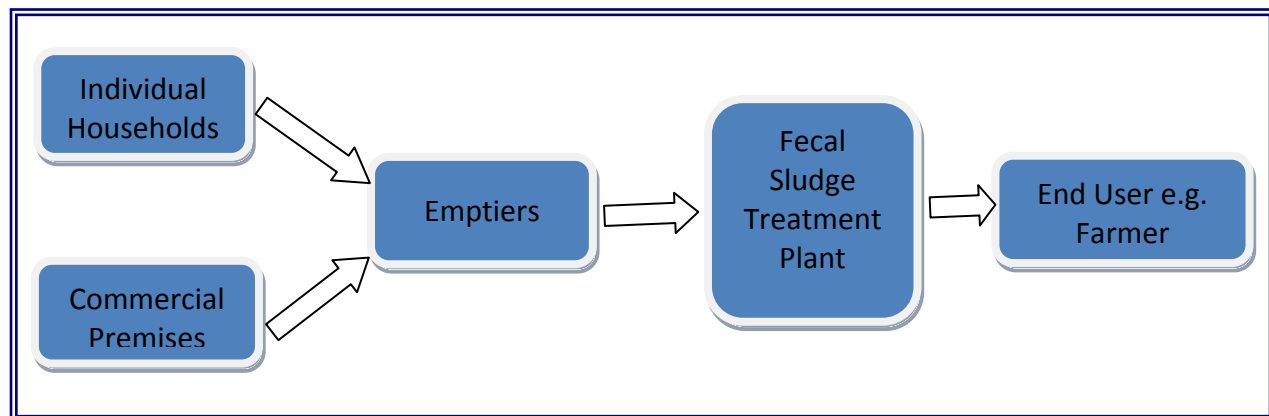 Individual
Households
Commercial
Premises
Emptiers
Fecal
Sludge
Treatment
Plant
End User e.g.
Farmer